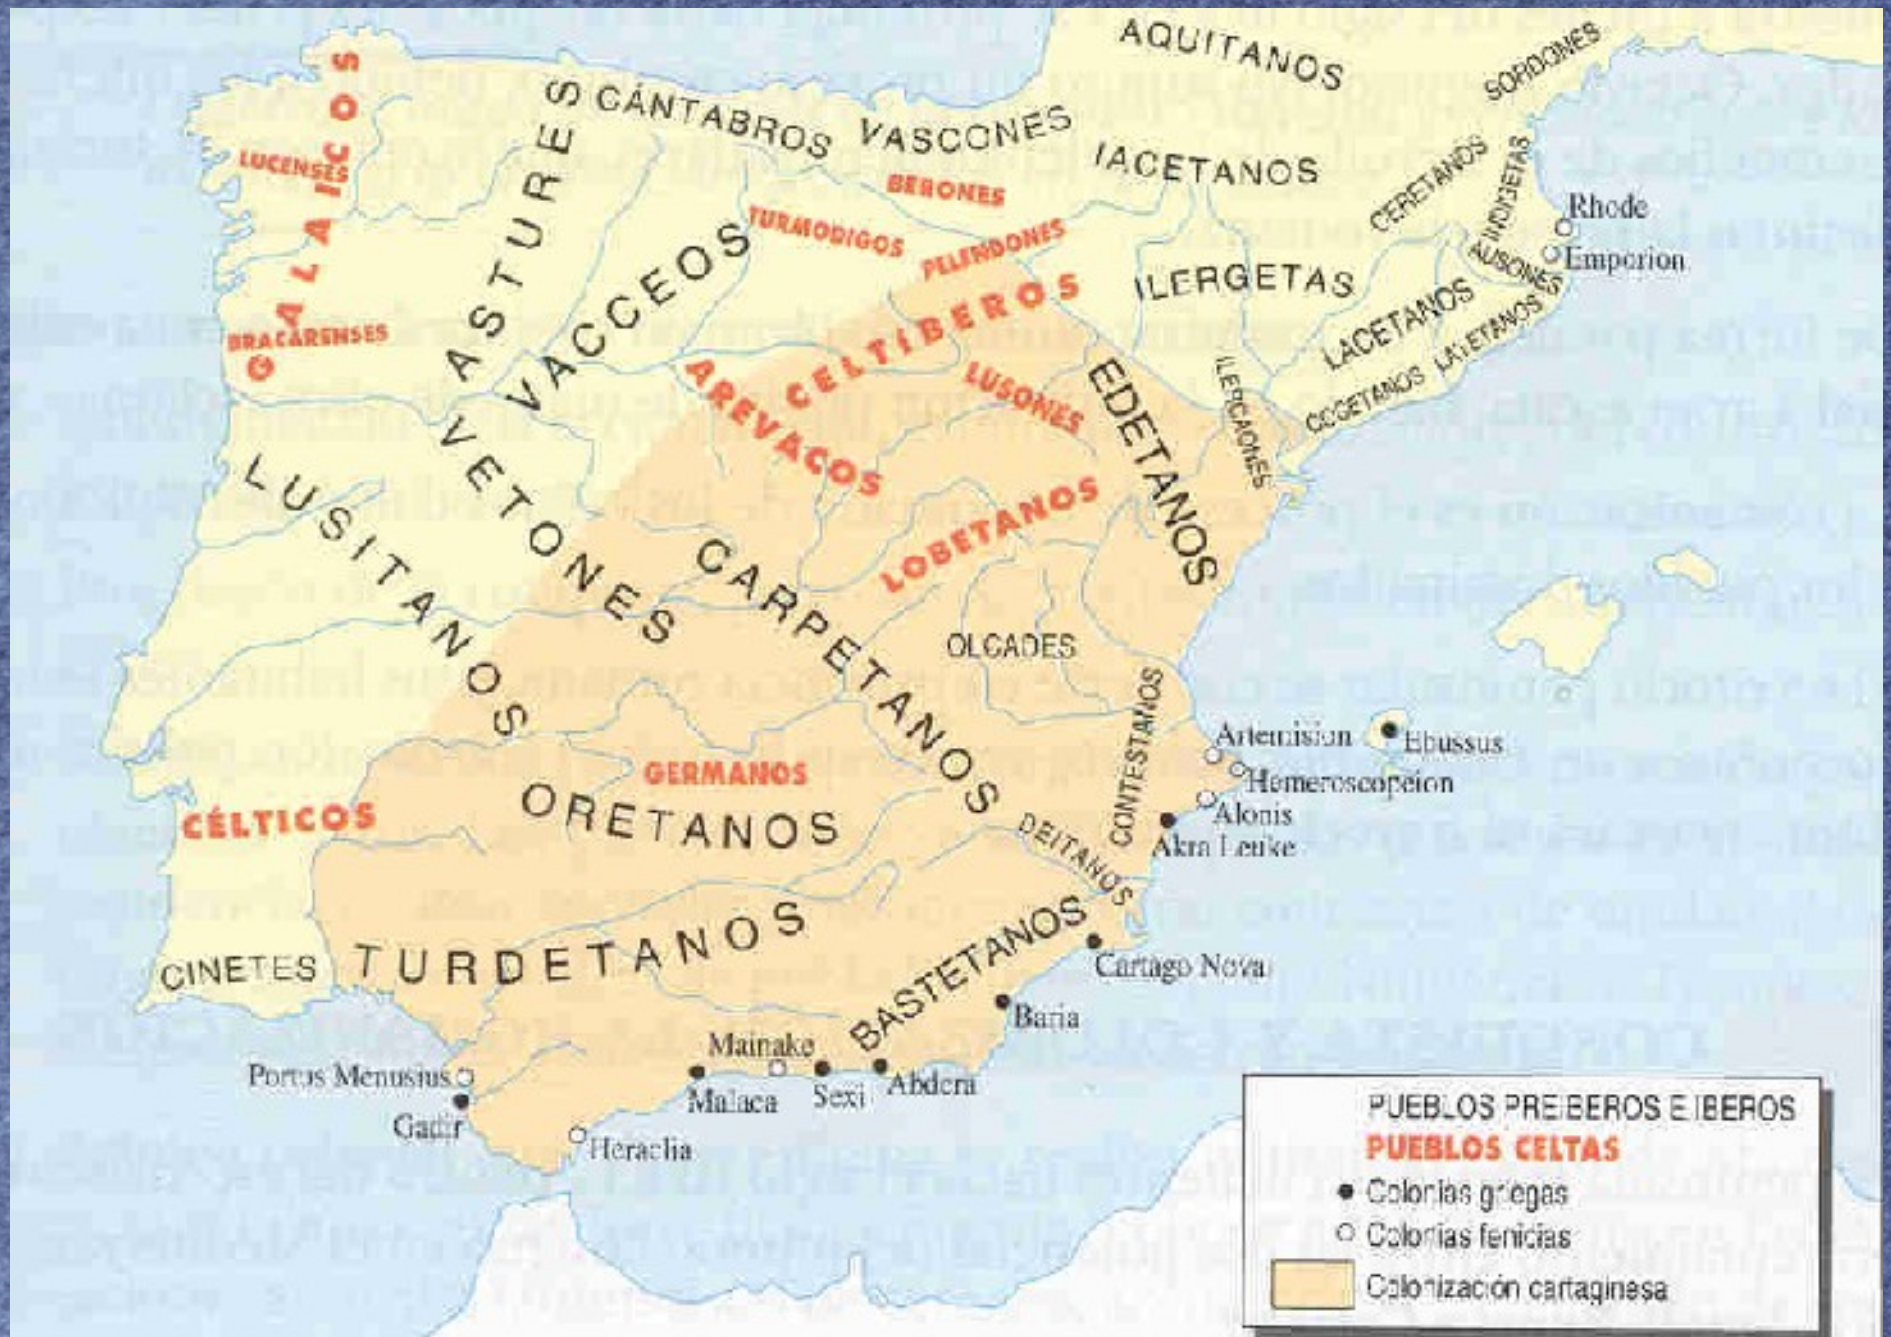 AQUITANOS
SORDONES
GALAICOS
LUCENSES
BRACARENSES
ASTURES
CÁNTABROS
VASCONES
IACETANOS
CERETANOS
INDIGETAS
Rhode
Emporion
AUSONES
BERONES
TURMODIGOS
PELENDONES
VACCEOS
CELTIBEROS
AREVACOS
LUSONES
ILERGETAS
LACETANOS
LAYETANOS
COGETANOS
ILERCAONES
EDETANOS
LUSITANOS
VETONES
CARPETANOS
LOBETANOS
OLCADES
CONTESTANOS
Artemision
Ebussus
Hemeroscopeion
Alonis
Akra Leuke
GERMANOS
ORETANOS
DEITANOS
CÉLTICOS
CINETES
TURDETANOS
BASTETANOS
Cartago Nova
Baria
Mainake
Malaca
Sexi
Abdera
Portus Menusius
Gadir
Heraclia
PUEBLOS PREIBEROS E IBEROS
PUEBLOS CELTAS
Colonias griegas
Colonias fenicias
Colonización cartaginesa